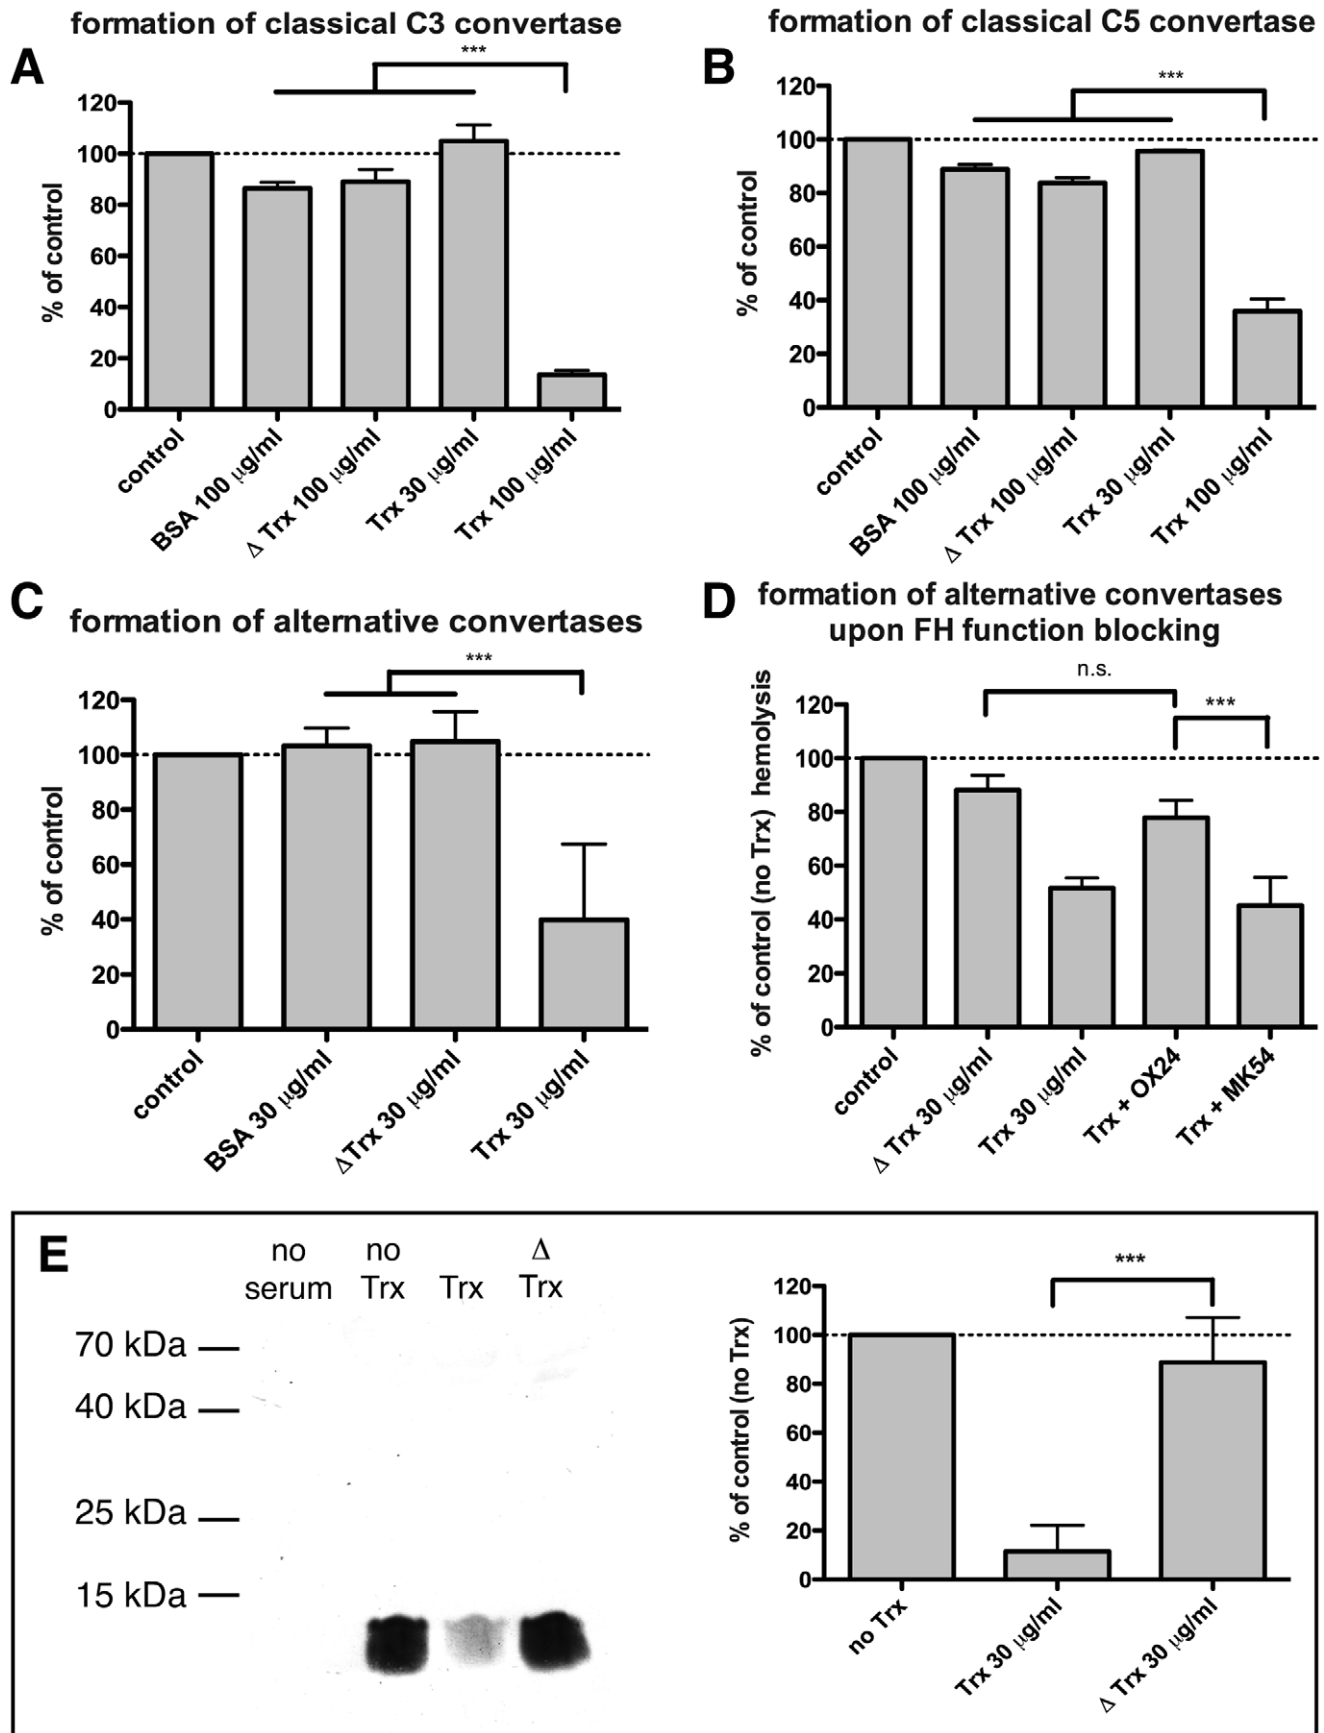 formation of classical C3 convertase
A
***
120
100
80
60
40
20
0
% of control
control
BSA 100 µg/ml
Δ Trx 100 µg/ml
Trx 30 µg/ml
Trx 100 µg/ml
formation of classical C5 convertase
B
***
120
100
80
60
40
20
0
% of control
control
BSA 100 µg/ml
Δ Trx 100 µg/ml
Trx 30 µg/ml
Trx 100 µg/ml
C
formation of alternative convertases
***
120
100
80
60
40
20
0
% of control
control
BSA 30 µg/ml
ΔTrx 30 µg/ml
Trx 30 µg/ml
D
formation of alternative convertases
upon FH function blocking
n.s.
***
120
100
80
60
40
20
0
% of control (no Trx) hemolysis
control
Δ Trx 30 µg/ml
Trx 30 µg/ml
Trx + OX24
Trx + MK54
E
no no Δ
serum Trx Trx Trx
70 kDa
40 kDa
25 kDa
15 kDa
***
120
100
80
60
40
20
0
% of control (no Trx)
no Trx
Trx 30 µg/ml
Δ Trx 30 µg/ml